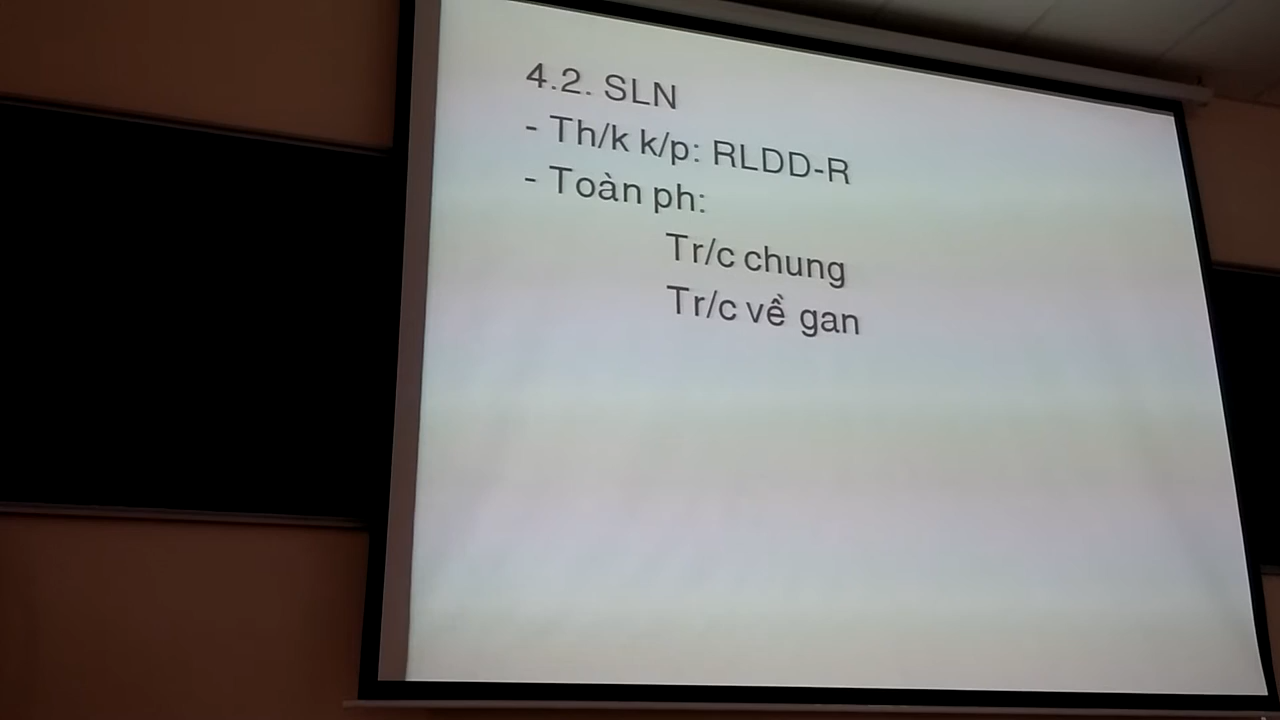 4.2. SLN
- Th/k k/p: RLDD-R
- Toàn ph:
Tr/c chung
Tr/c về gan